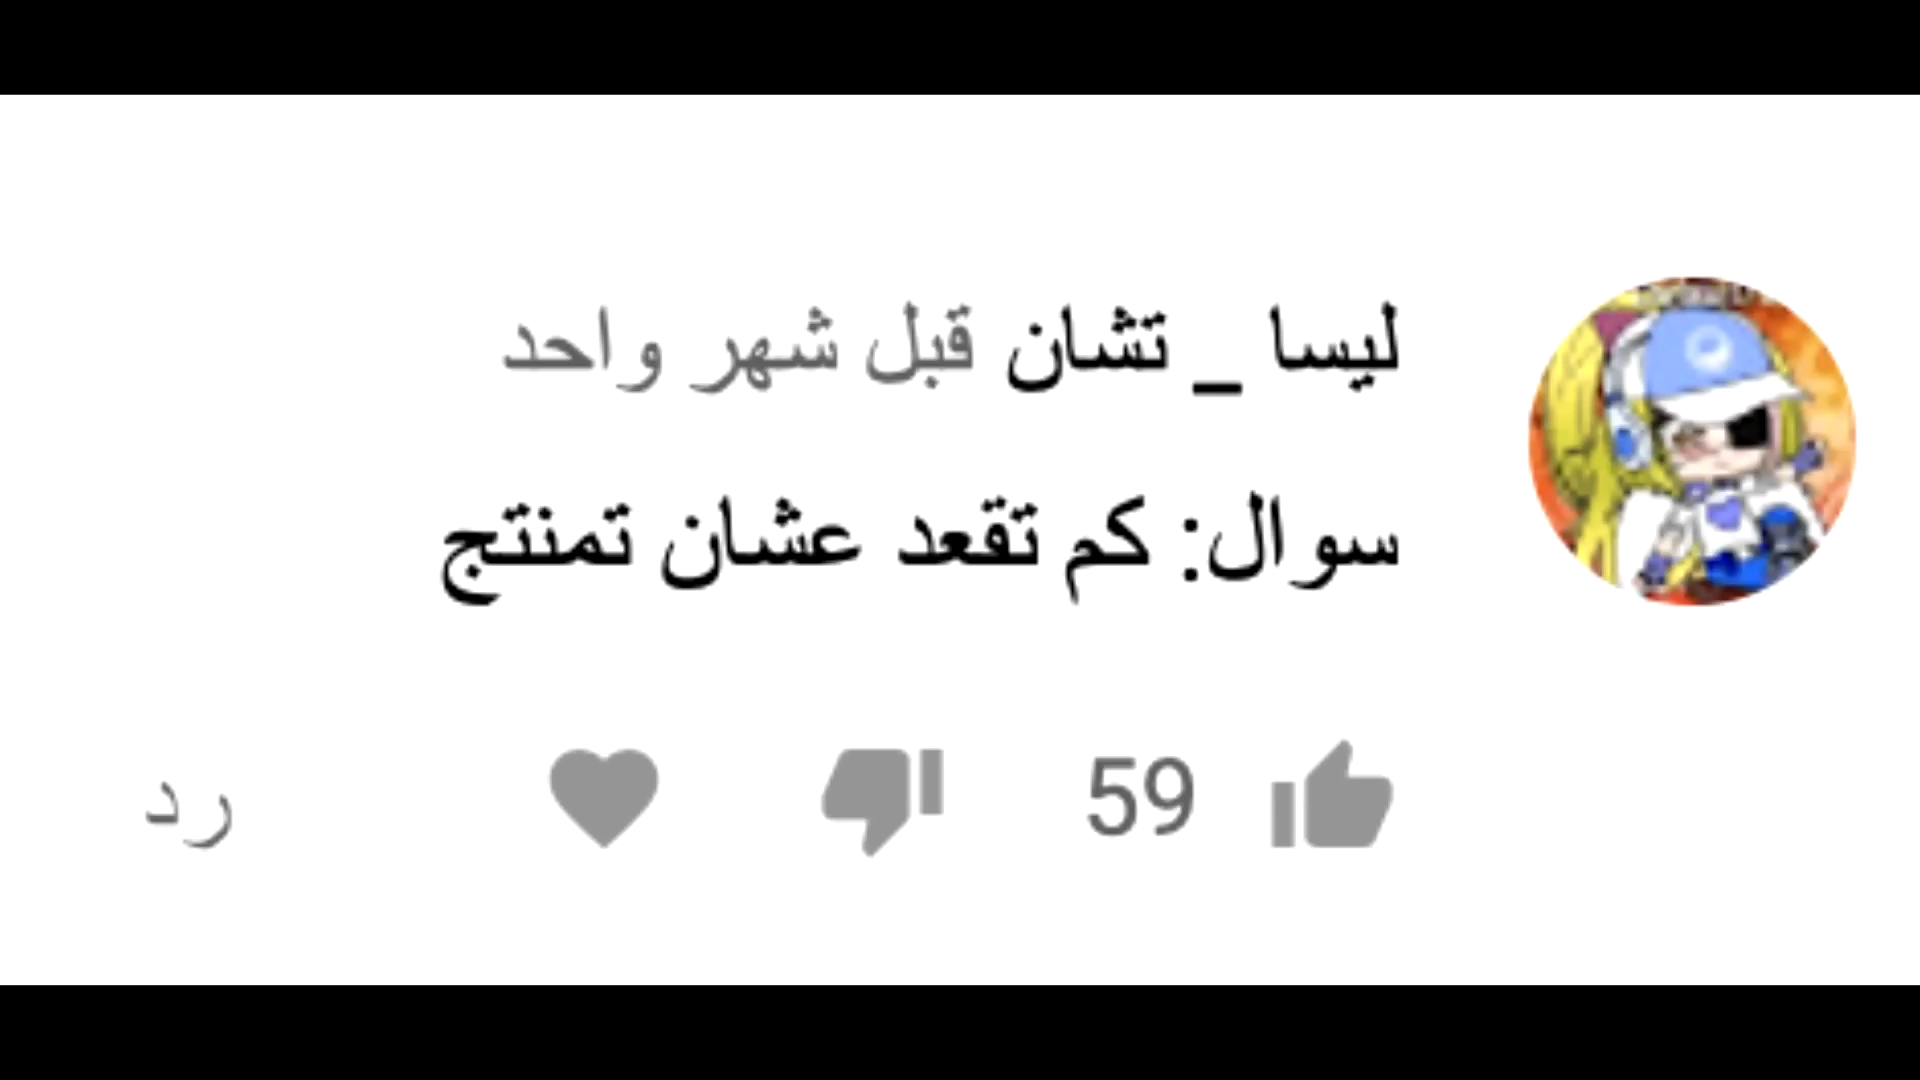 ليسا _ تشان قبل شهر واحد
سوال: كم تقعد عشان تمنتج
59
رد